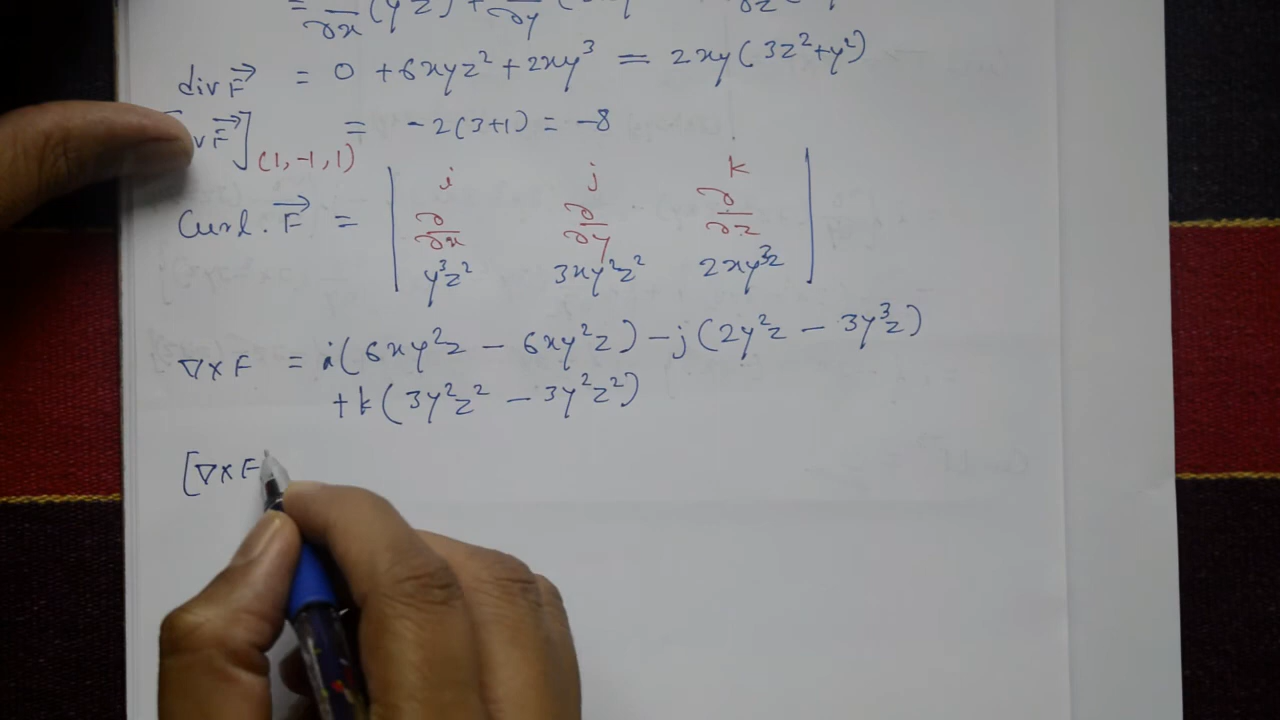 = ∂/∂x (y z) + ∂/∂y
div F⃗ = 0 + 6xyz² + 2xy³ = 2xy(3z²+y²)
v F⃗](1,-1,1) = -2(3+1) = -8
i j k
Curl. F⃗ = ∂/∂x ∂/∂y ∂/∂z
y³z² 3xy²z² 2xy³z
∇×F = i(6xy²z − 6xy²z) − j(2y²z − 3y³z)
+ k(3y²z² − 3y²z²)
[∇×F